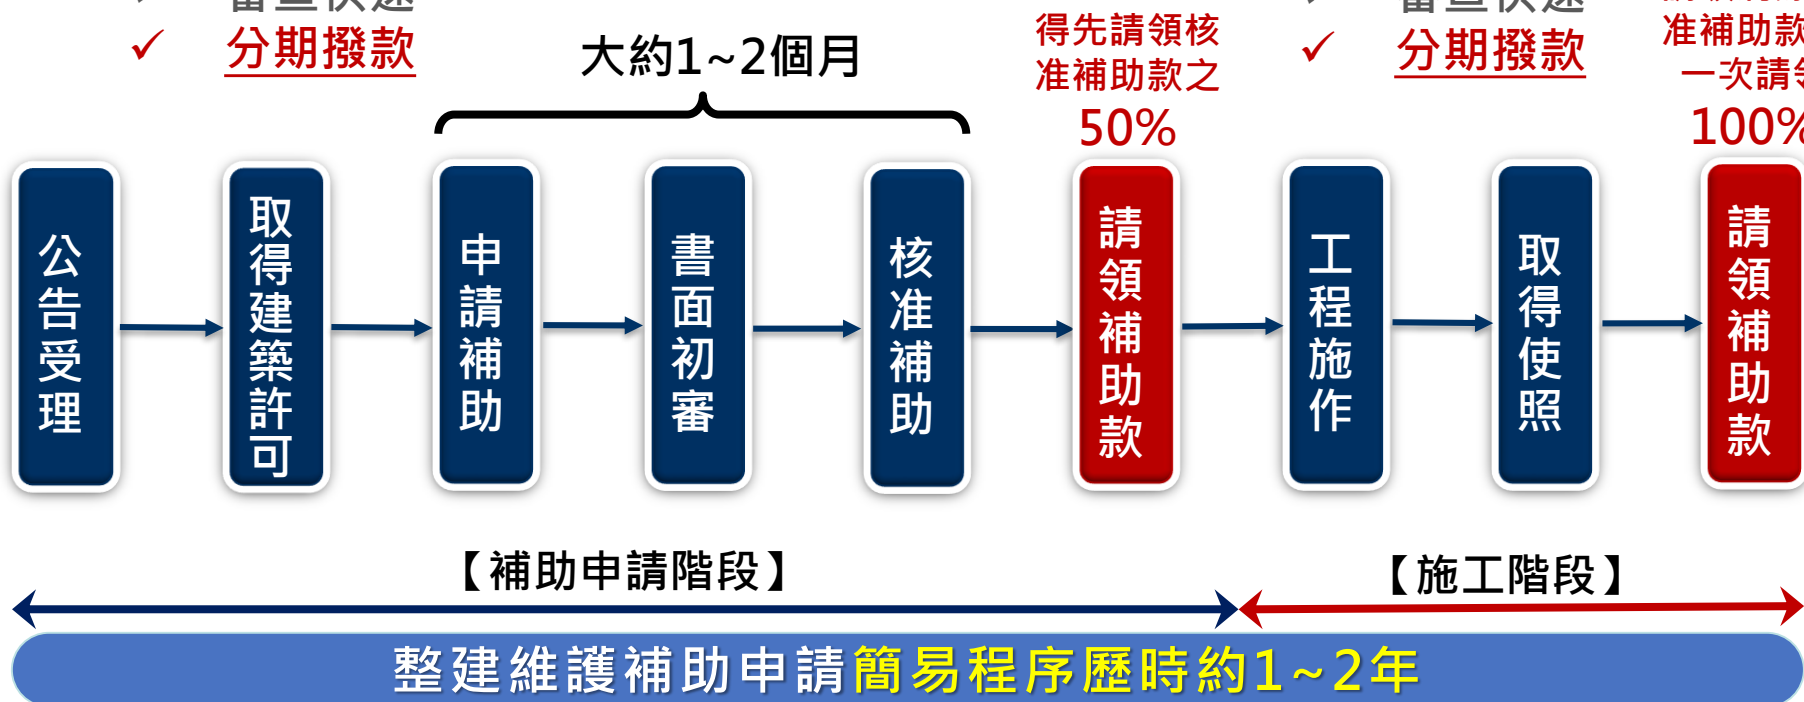 分期撥款
大約1~2個月
得先請領核
准補助款之
50%
分期撥款
准補助款
一次請領
100%
公告受理
取得建築許可
申請補助
書面初審
核准補助
請領補助款
工程施作
取得使照
請領補助款
【補助申請階段】
【施工階段】
整建維護補助申請簡易程序歷時約1~2年